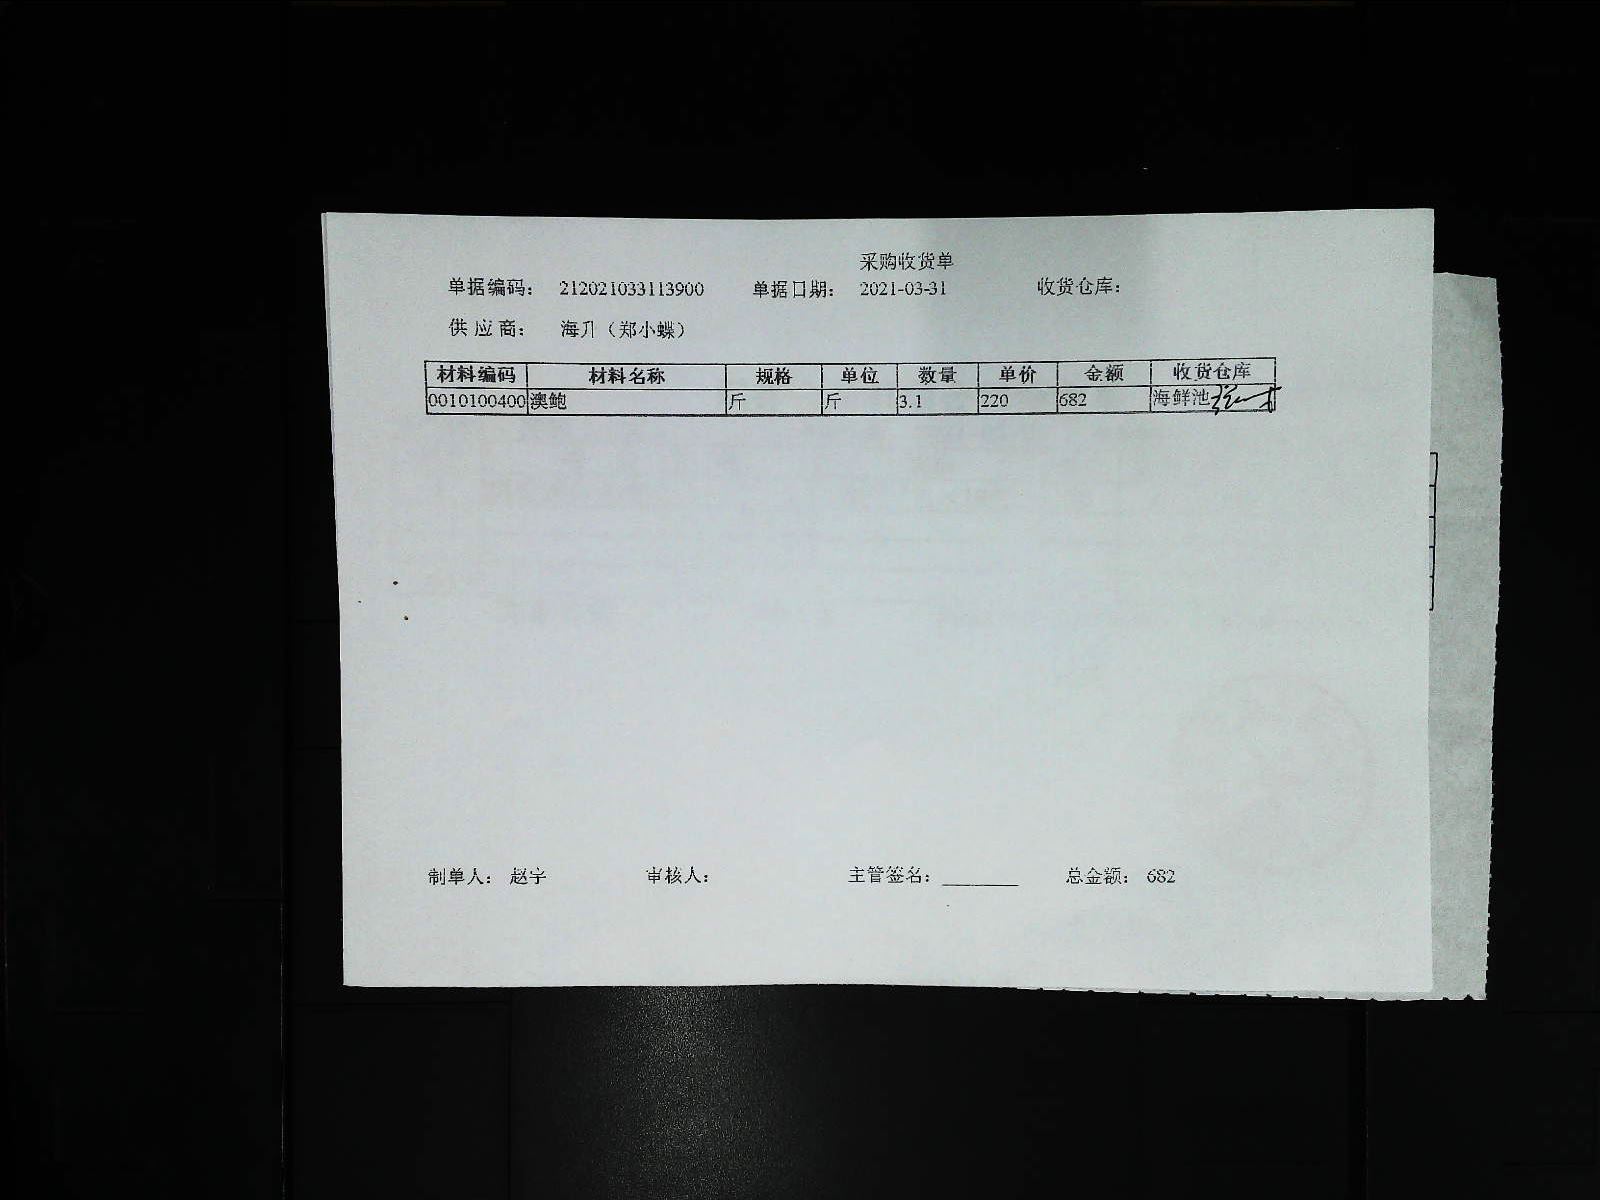 采购收货单
单据编码: 212021033113900 单据日期: 2021-03-31 收货仓库:
供应商: 海升（郑小蝶）
材料编码 材料名称 规格 单位 数量 单价 金额 收货仓库
0010100400 澳鲍 斤 斤 3.1 220 682 海鲜池
制单人: 赵宇 审核人: 主管签名: ________ 总金额: 682